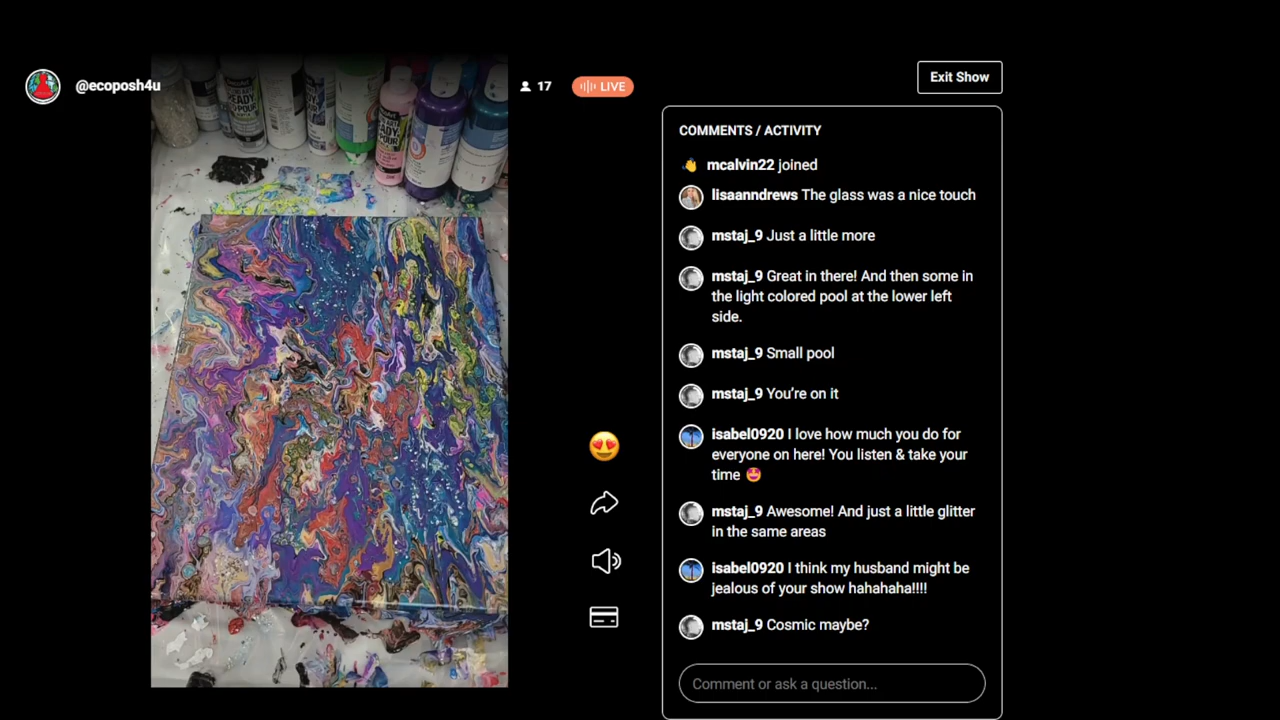 @ecoposh4u
17
LIVE
Exit Show
COMMENTS / ACTIVITY
mcalvin22 joined
lisaanndrews The glass was a nice touch
mstaj_9 Just a little more
mstaj_9 Great in there! And then some in
the light colored pool at the lower left
side.
mstaj_9 Small pool
mstaj_9 You’re on it
isabel0920 I love how much you do for
everyone on here! You listen & take your
time 🤩
mstaj_9 Awesome! And just a little glitter
in the same areas
isabel0920 I think my husband might be
jealous of your show hahahaha!!!!
mstaj_9 Cosmic maybe?
Comment or ask a question...